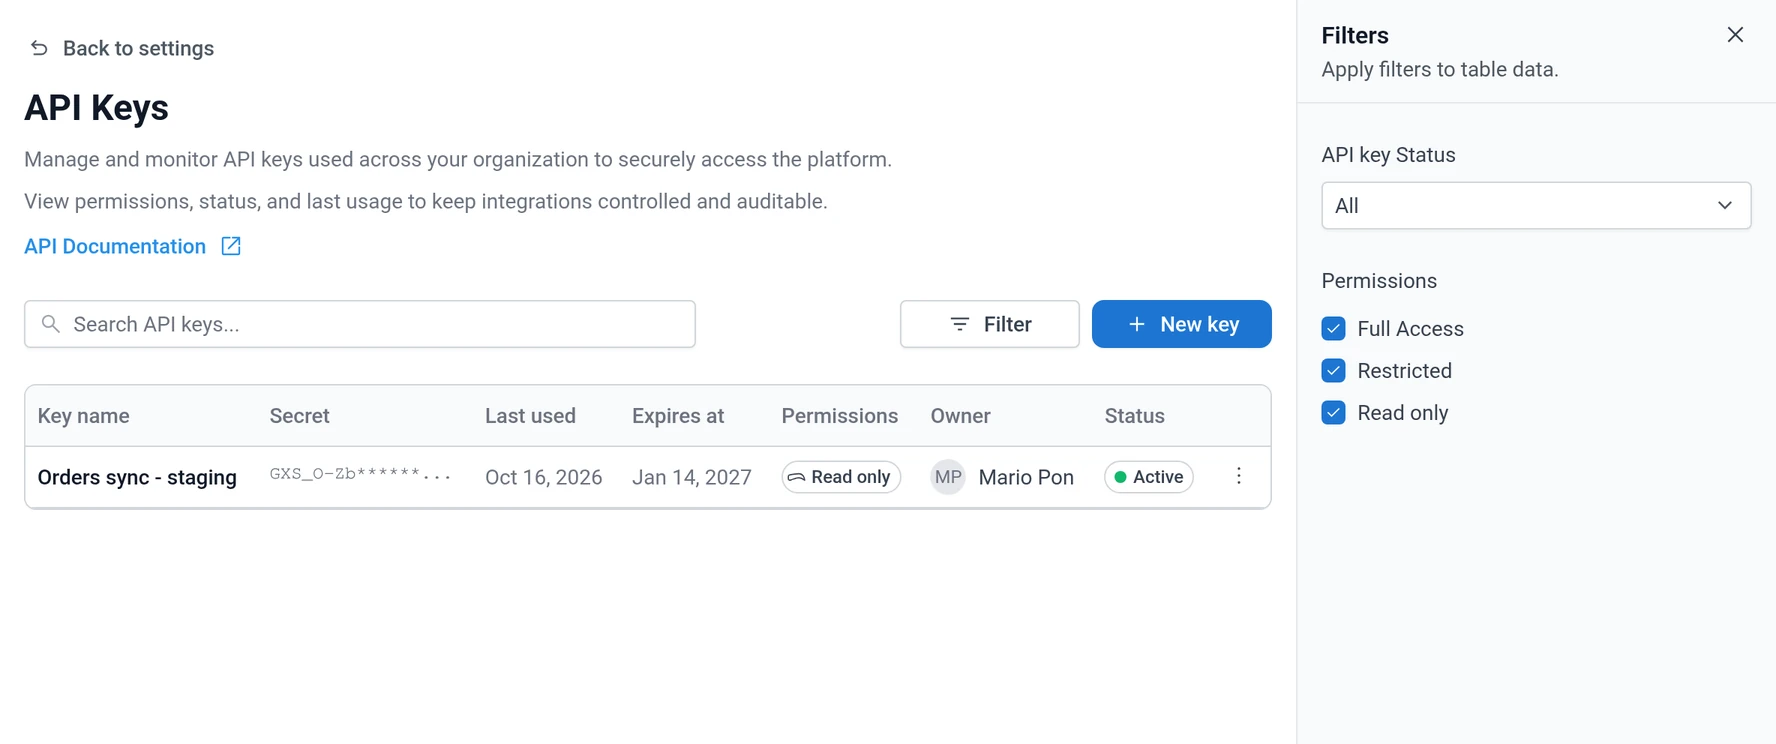 Back to settings
API Keys
Manage and monitor API keys used across your organization to securely access the platform.
View permissions, status, and last usage to keep integrations controlled and auditable.
API Documentation
Search API keys...
Filter
New key
Key name Secret Last used Expires at Permissions Owner Status
Orders sync - staging GXS_O-Zb******... Oct 16, 2026 Jan 14, 2027 Read only MP Mario Pon Active
Filters
Apply filters to table data.
API key Status
All
Permissions
Full Access
Restricted
Read only